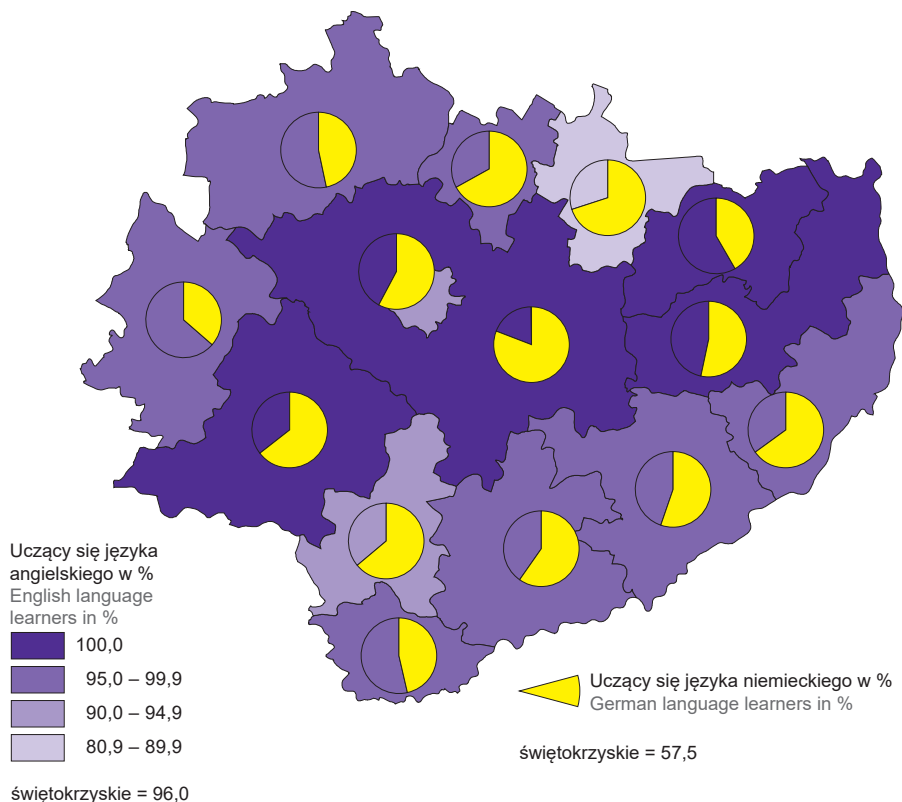 Uczący się języka
angielskiego w %
English language
learners in %
100,0
95,0 – 99,9
90,0 – 94,9
80,9 – 89,9
świętokrzyskie = 96,0
Uczący się języka niemieckiego w %
German language learners in %
świętokrzyskie = 57,5